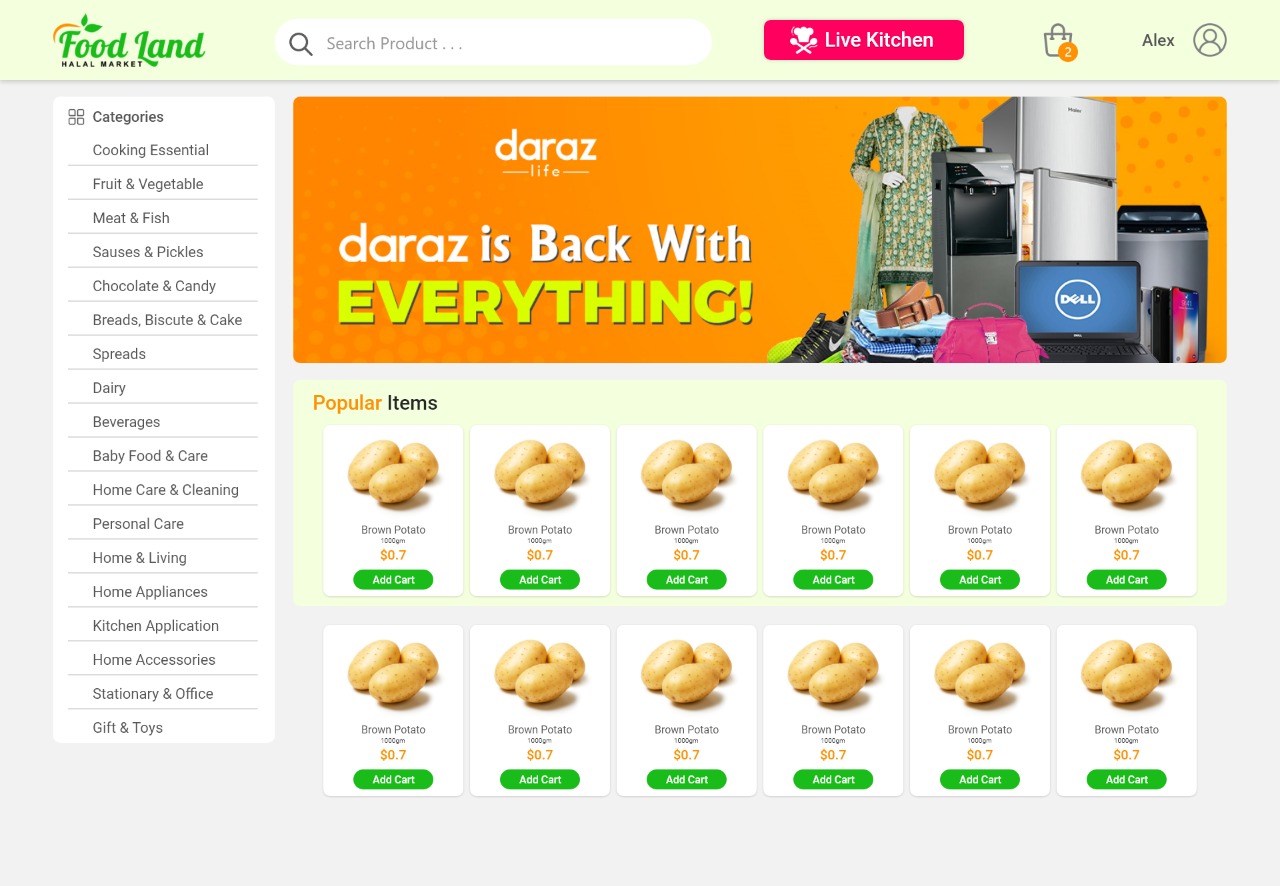 Food Land
HALAL MARKET
Search Product . . .
Live Kitchen
2
Alex
Categories
Cooking Essential
Fruit & Vegetable
Meat & Fish
Sauses & Pickles
Chocolate & Candy
Breads, Biscute & Cake
Spreads
Dairy
Beverages
Baby Food & Care
Home Care & Cleaning
Personal Care
Home & Living
Home Appliances
Kitchen Application
Home Accessories
Stationary & Office
Gift & Toys
daraz
life
daraz is Back With
EVERYTHING!
Haier
DELL
DELL
9:41
Popular Items
Brown Potato Brown Potato Brown Potato Brown Potato Brown Potato Brown Potato
1000gm 1000gm 1000gm 1000gm 1000gm 1000gm
$0.7 $0.7 $0.7 $0.7 $0.7 $0.7
Add Cart Add Cart Add Cart Add Cart Add Cart Add Cart
Brown Potato Brown Potato Brown Potato Brown Potato Brown Potato Brown Potato
1000gm 1000gm 1000gm 1000gm 1000gm 1000gm
$0.7 $0.7 $0.7 $0.7 $0.7 $0.7
Add Cart Add Cart Add Cart Add Cart Add Cart Add Cart